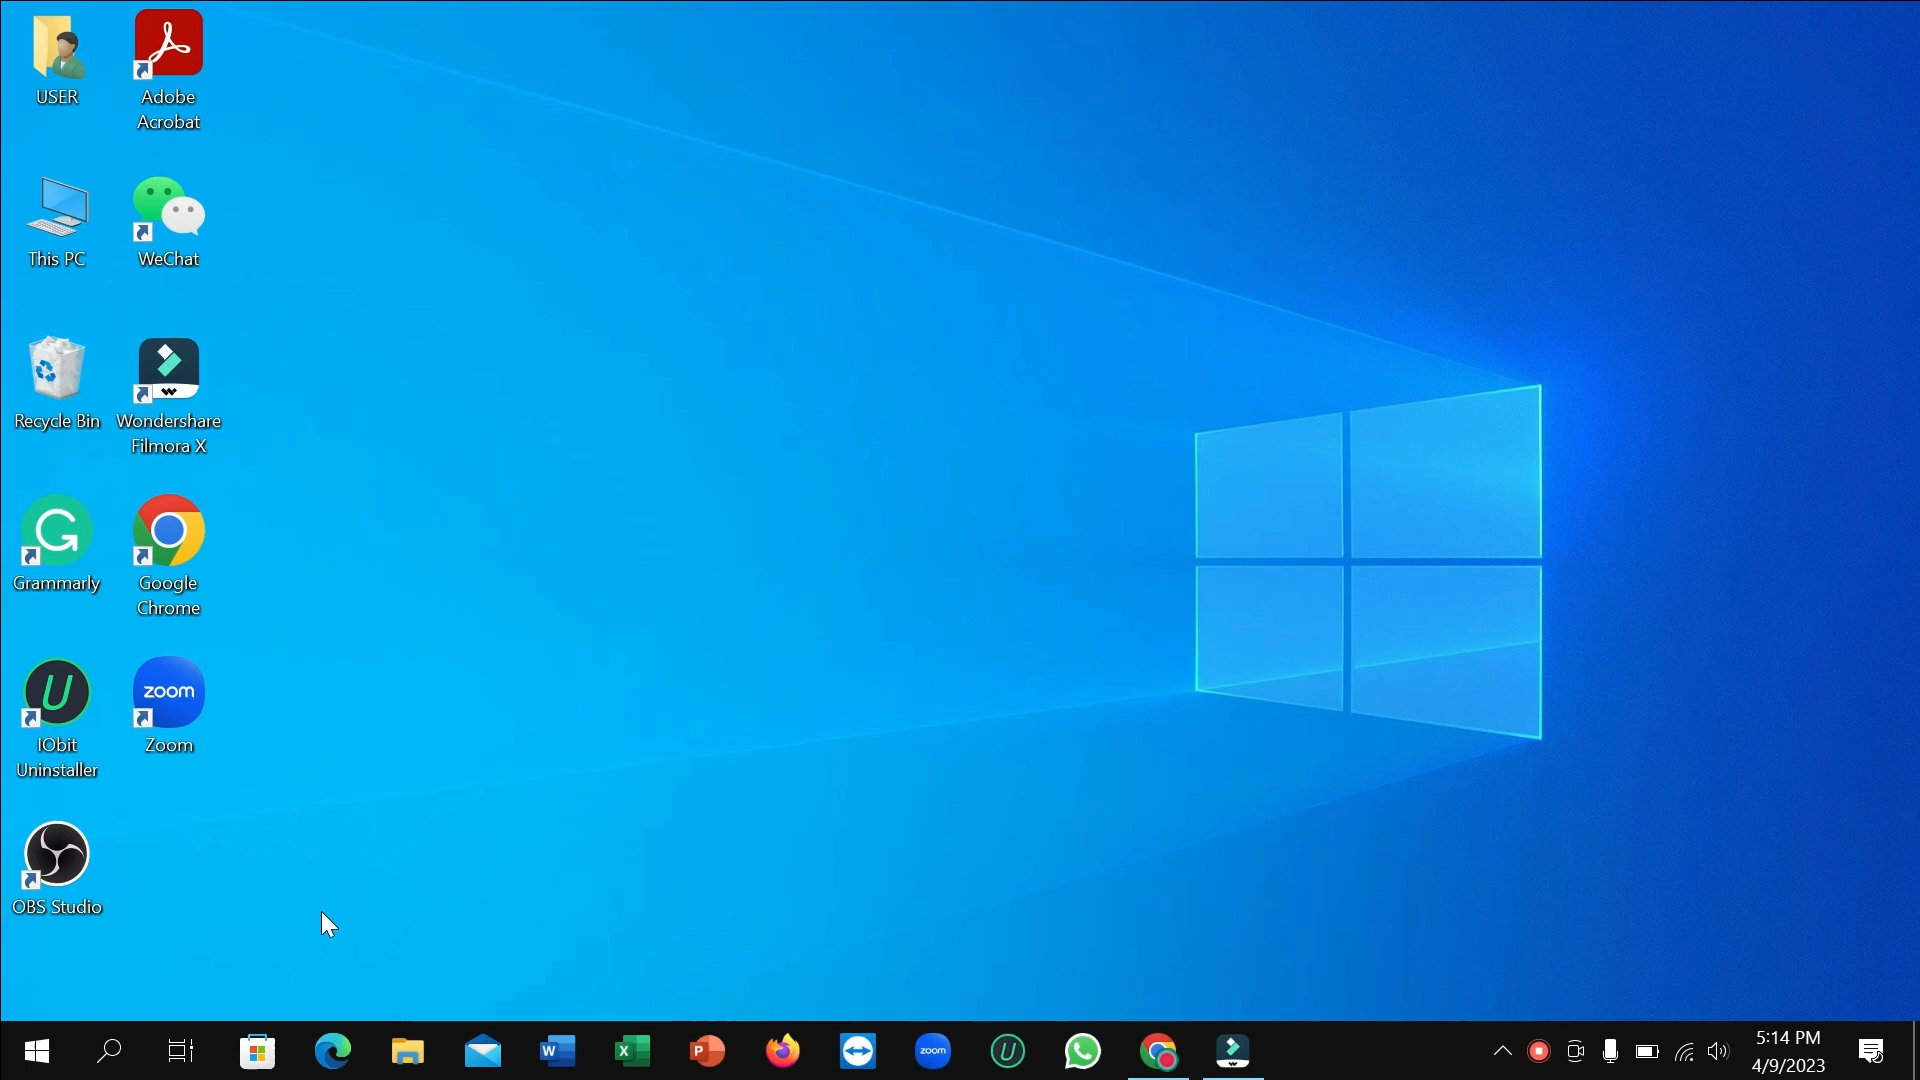 USER
Adobe
Acrobat
This PC
WeChat
Recycle Bin
Wondershare
Filmora X
Grammarly
Google
Chrome
zoom
IObit
Uninstaller
Zoom
OBS Studio
W
X
P
zoom
U
5:14 PM
4/9/2023